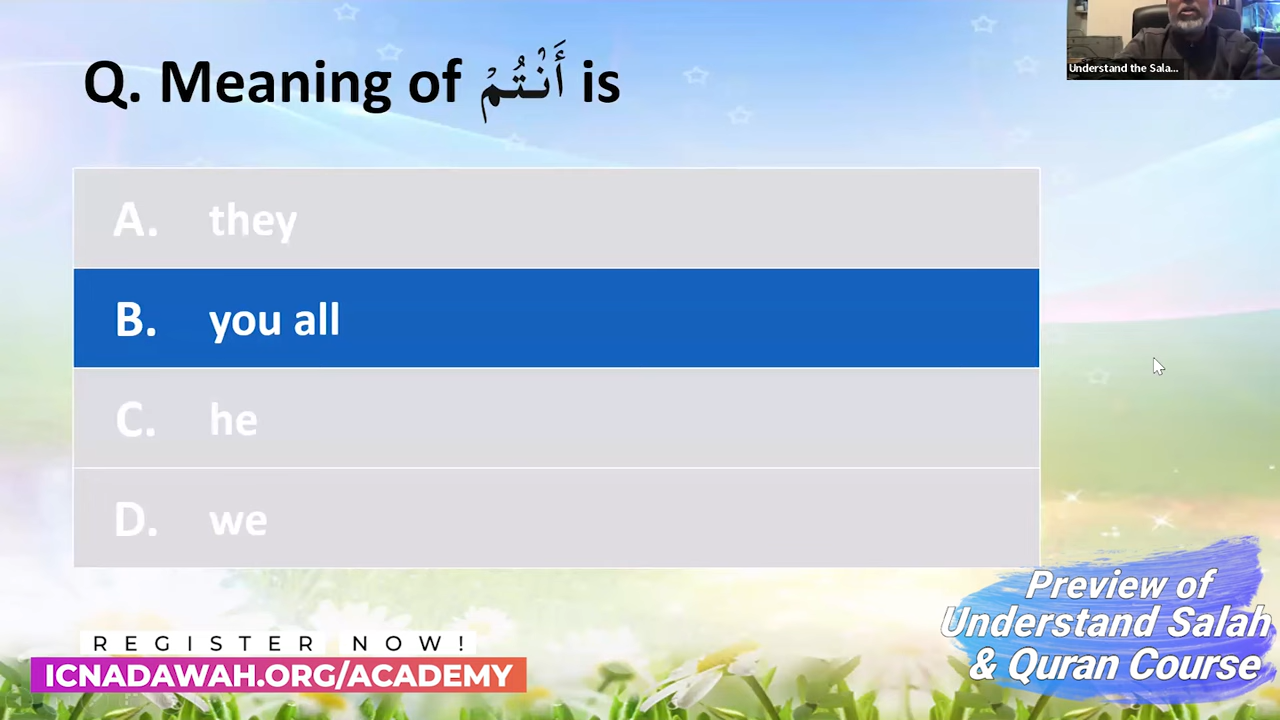 Q. Meaning of أَنْتُمْ is
Understand the Sala...
A. they
B. you all
C. he
D. we
Preview of
Understand Salah
& Quran Course
REGISTER NOW!
ICNADAWAH.ORG/ACADEMY